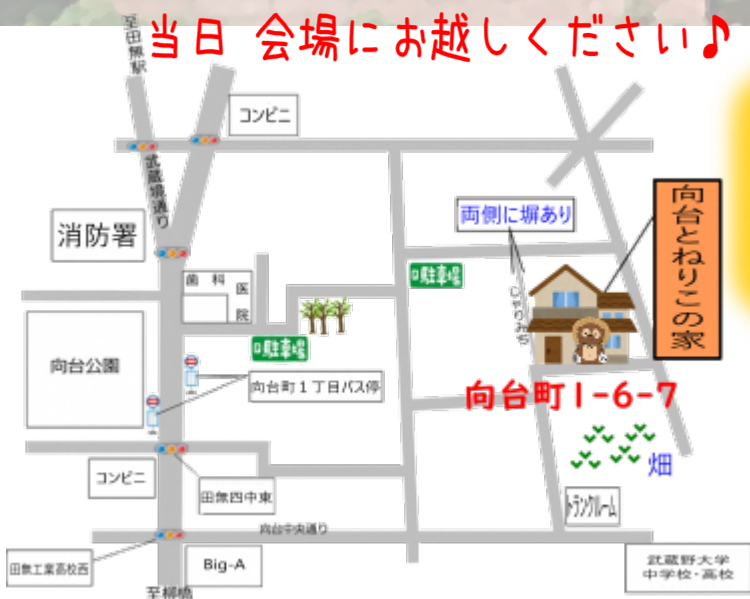 当日 会場にお越しください♪
至田無駅
コンビニ
武蔵境通り
消防署
両側に塀あり
向台とねりこの家
歯科医院
P駐車場
じゃりみち
P駐車場
向台公園
向台町1丁目バス停
向台町1-6-7
畑
コンビニ
田無四中東
トランクルーム
向台中央通り
田無工業高校西
Big-A
武蔵野大学
中学校・高校
至柳橋